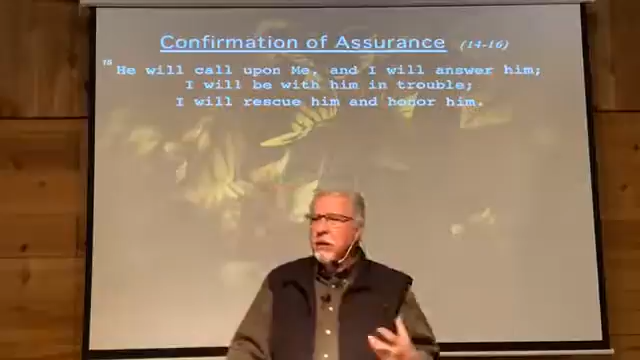 Confirmation of Assurance (14-16)
15 He will call upon Me, and I will answer him;
I will be with him in trouble;
I will rescue him and honor him.